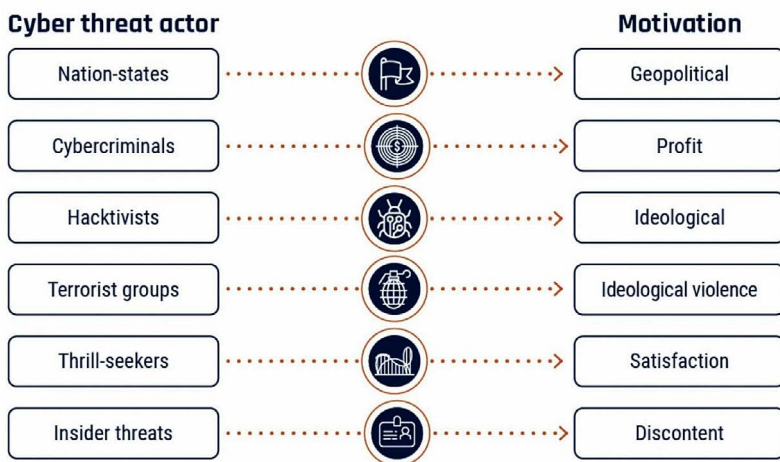 Cyber threat actor
Motivation
Nation-states
Geopolitical
Cybercriminals
$
Profit
Hacktivists
Ideological
Terrorist groups
Ideological violence
Thrill-seekers
Satisfaction
Insider threats
Discontent